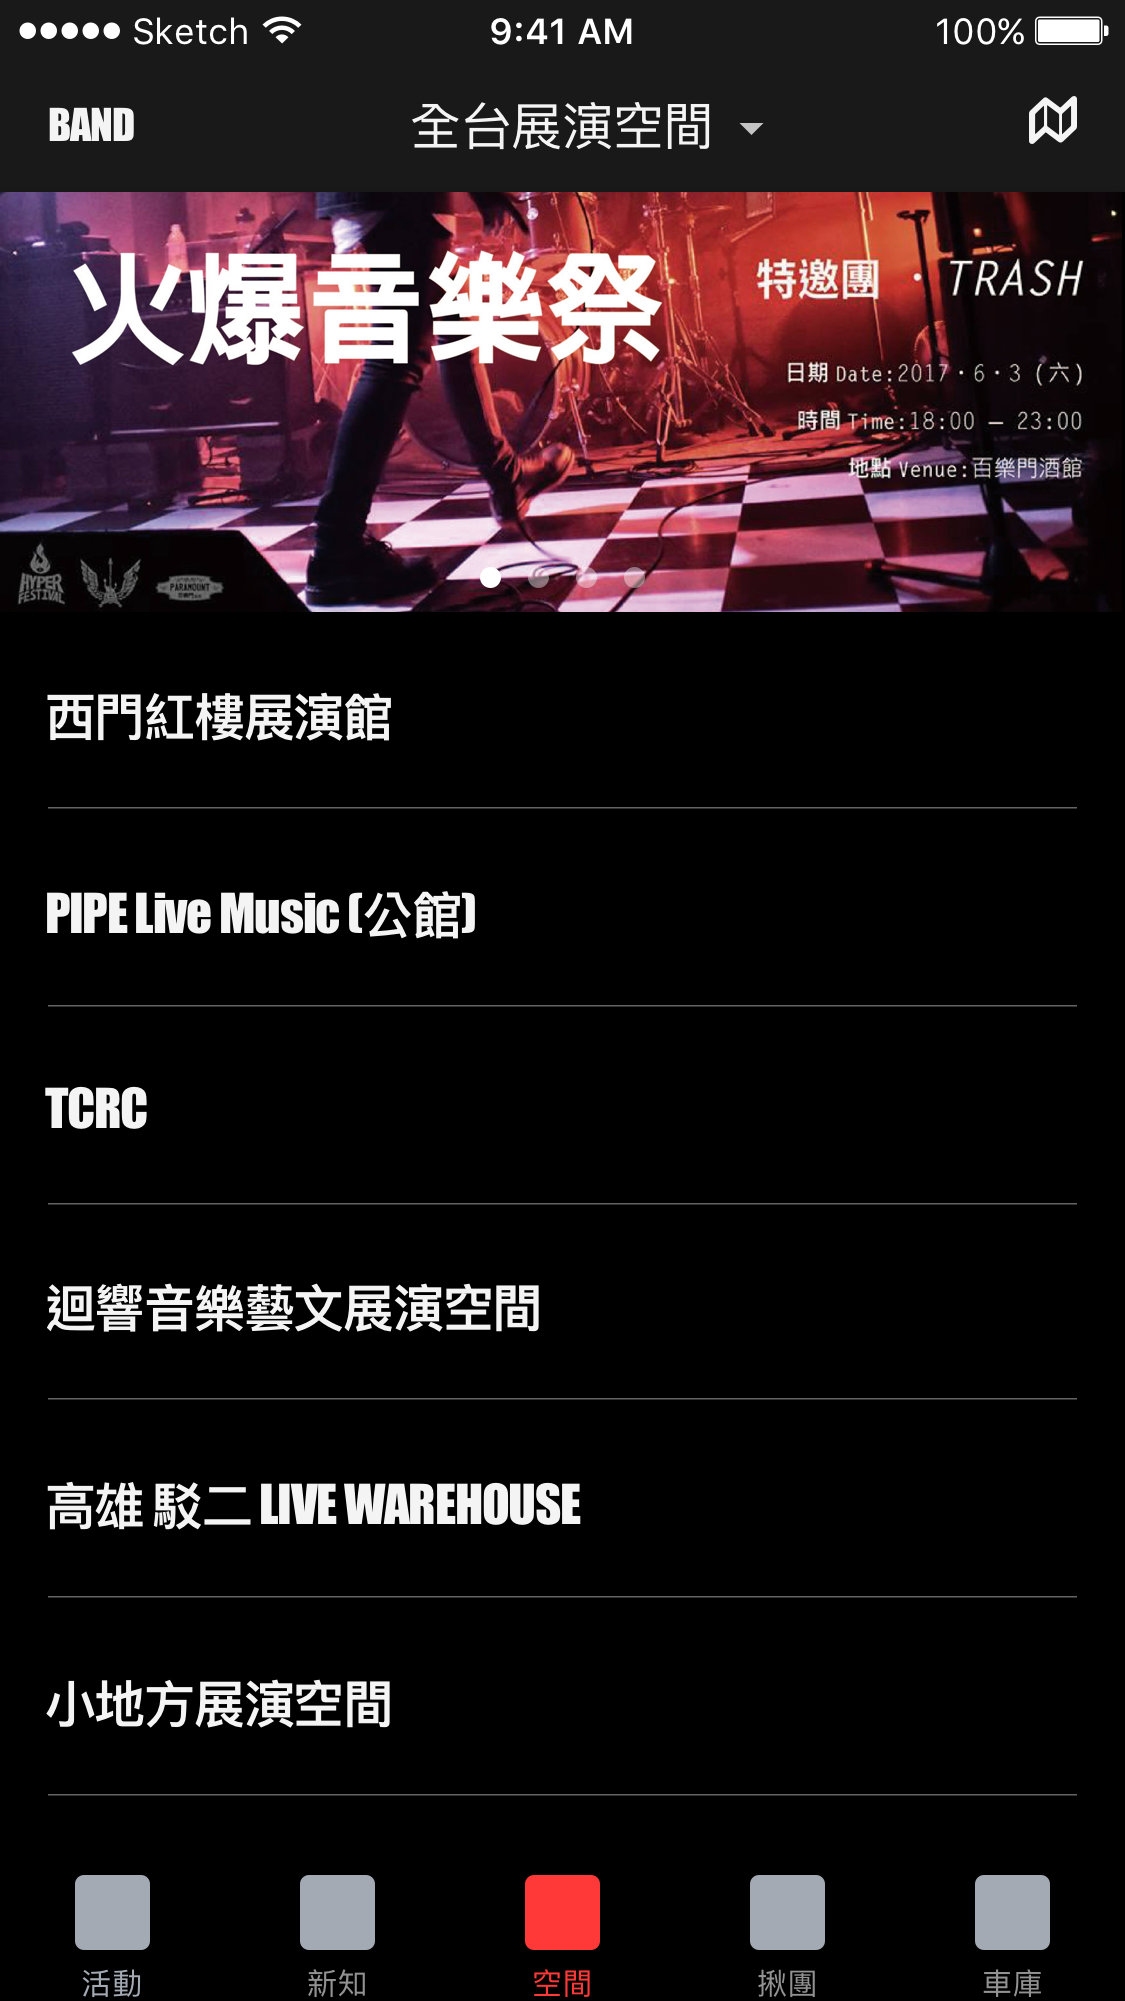 Sketch 9:41 AM 100%
BAND 全台展演空間
火爆音樂祭
特邀團 · TRASH
日期 Date:2017·6·3 (六)
時間 Time:18:00 — 23:00
地點 Venue:百樂門酒館
HYPER FESTIVAL
PARAMOUNT
西門紅樓展演館
PIPE Live Music (公館)
TCRC
迴響音樂藝文展演空間
高雄 駁二 LIVE WAREHOUSE
小地方展演空間
活動 新知 空間 揪團 車庫